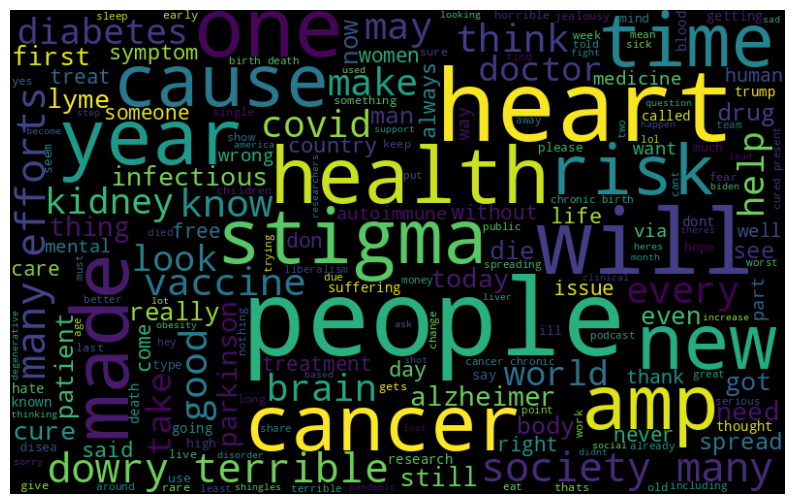 sleep early one time looking horrible jealousy getting
diabetes may think mind blood sad
first symptom now told week mean sick
yes birth death women fight
treat cause make doctor sure find human
lyme used medicine trump
someone something always heart drug
efforts year covid man question
become step single way called two
show support country away happen team
seem america keep please lol much
wrong put want fear lead
infectious health risk biden help
kidney researchers children cant cured present
know autoimmune without chronic birth
thing died stigma don life via dont
mental free public heres theres well
must trying liberalism die month hope see
care look due money spreading will worst
many made better vaccine suffering today clinical
lot obesity liver issue every part
really nothing people change ill even
degenerative age patient last hey ask podcast increase
come type treatment shot cancer chronic new
hate good based day say world thank great
death take parkinson gets brain got
known long alzheimer serious
thinking going share cancer point body amp need
cure said high lost work never thought
disea live disorder research right social already spread
sorry use didnt
dowry terrible still society many
give around rare least shingles terrible pandemic eat thats old including